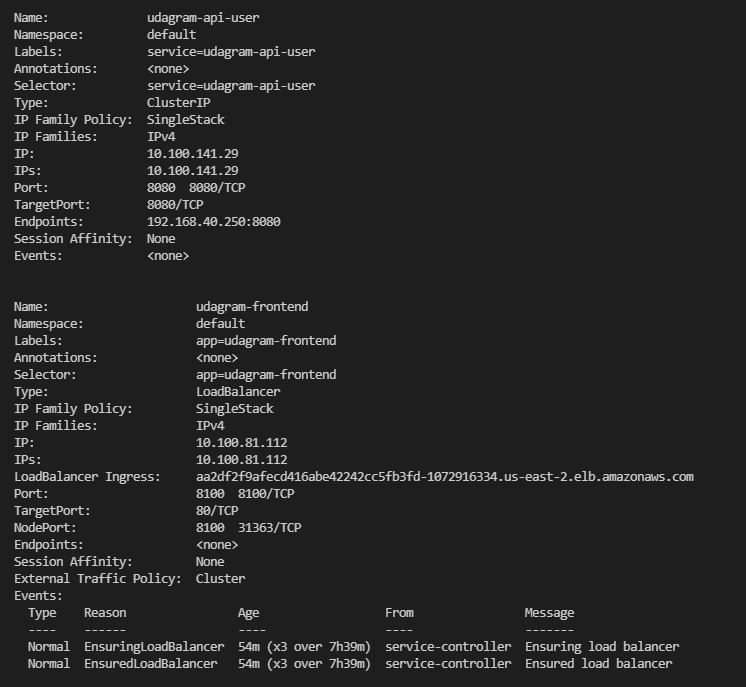 Name:              udagram-api-user
Namespace:         default
Labels:            service=udagram-api-user
Annotations:       <none>
Selector:          service=udagram-api-user
Type:              ClusterIP
IP Family Policy:  SingleStack
IP Families:       IPv4
IP:                10.100.141.29
IPs:               10.100.141.29
Port:              8080  8080/TCP
TargetPort:        8080/TCP
Endpoints:         192.168.40.250:8080
Session Affinity:  None
Events:            <none>
Name:                     udagram-frontend
Namespace:                default
Labels:                   app=udagram-frontend
Annotations:              <none>
Selector:                 app=udagram-frontend
Type:                     LoadBalancer
IP Family Policy:         SingleStack
IP Families:              IPv4
IP:                       10.100.81.112
IPs:                      10.100.81.112
LoadBalancer Ingress:     aa2df2f9afecd416abe42242cc5fb3fd-1072916334.us-east-2.elb.amazonaws.com
Port:                     8100  8100/TCP
TargetPort:               80/TCP
NodePort:                 8100  31363/TCP
Endpoints:                <none>
Session Affinity:         None
External Traffic Policy:  Cluster
Events:
  Type    Reason                Age                   From                Message
  ----    ------                ----                  ----                -------
  Normal  EnsuringLoadBalancer  54m (x3 over 7h39m)  service-controller  Ensuring load balancer
  Normal  EnsuredLoadBalancer   54m (x3 over 7h39m)  service-controller  Ensured load balancer